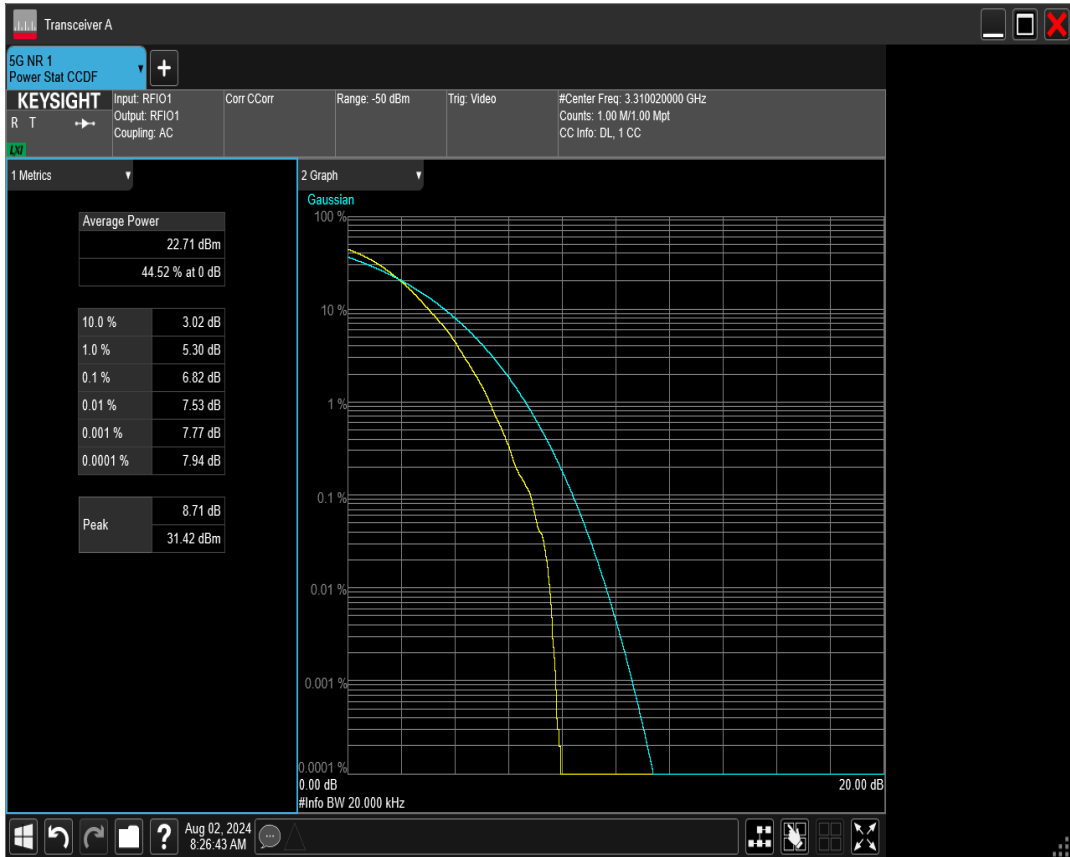 Transceiver A
5G NR 1
Power Stat CCDF
+
KEYSIGHT
R T
LXI
Input: RFIO1
Output: RFIO1
Coupling: AC
Corr CCorr
Range: -50 dBm
Trig: Video
#Center Freq: 3.310020000 GHz
Counts: 1.00 M/1.00 Mpt
CC Info: DL, 1 CC
1 Metrics
Average Power
22.71 dBm
44.52 % at 0 dB
10.0 % 3.02 dB
1.0 % 5.30 dB
0.1 % 6.82 dB
0.01 % 7.53 dB
0.001 % 7.77 dB
0.0001 % 7.94 dB
Peak
8.71 dB
31.42 dBm
2 Graph
Gaussian
100 %
10 %
1 %
0.1 %
0.01 %
0.001 %
0.0001 %
0.00 dB 20.00 dB
#Info BW 20.000 kHz
?
Aug 02, 2024
8:26:43 AM